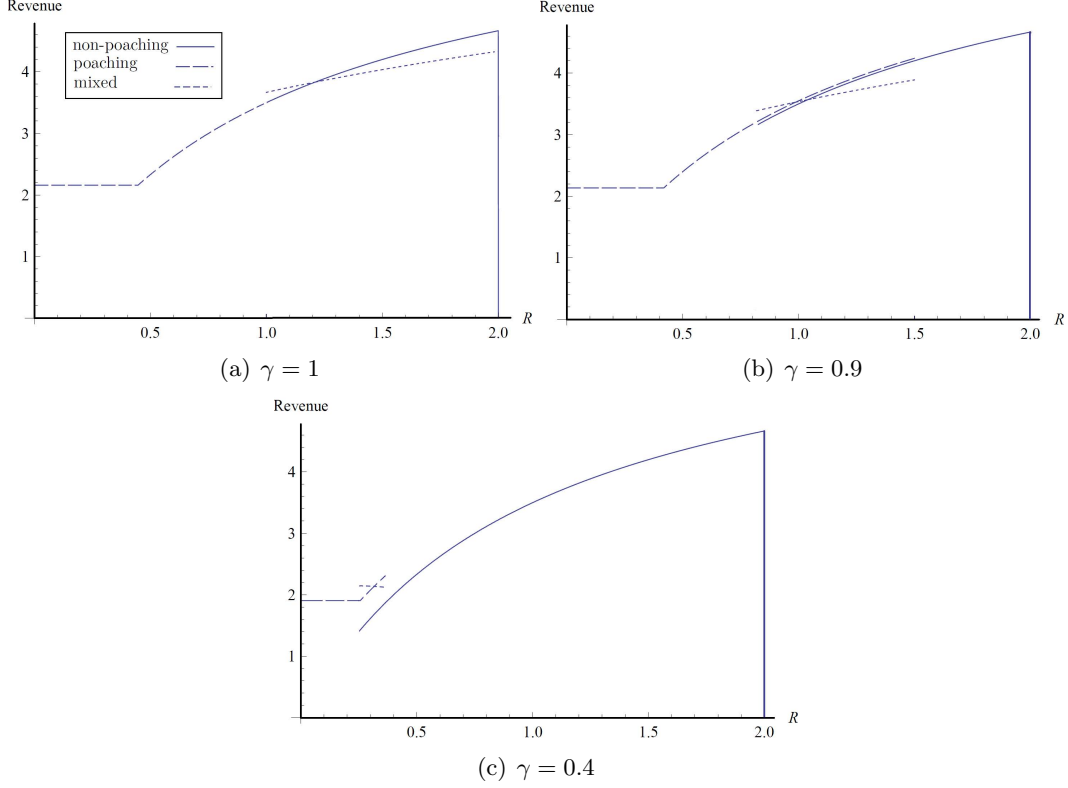 Revenue
non-poaching
poaching
mixed
4
3
2
1
0.5 1.0 1.5 2.0 R
(a) γ = 1
Revenue
4
3
2
1
0.5 1.0 1.5 2.0 R
(b) γ = 0.9
Revenue
4
3
2
1
0.5 1.0 1.5 2.0 R
(c) γ = 0.4